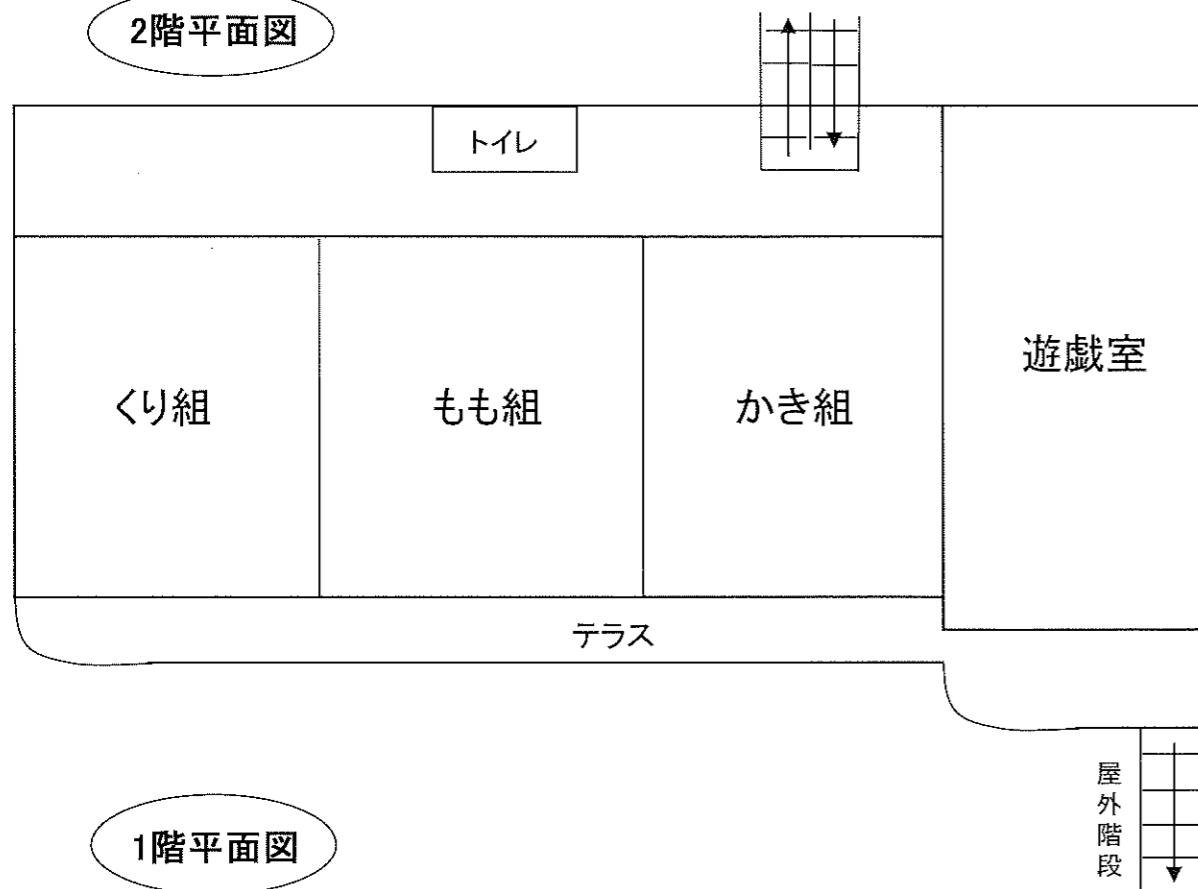 2階平面図
トイレ
くり組
もも組
かき組
遊戯室
テラス
屋外階段
1階平面図